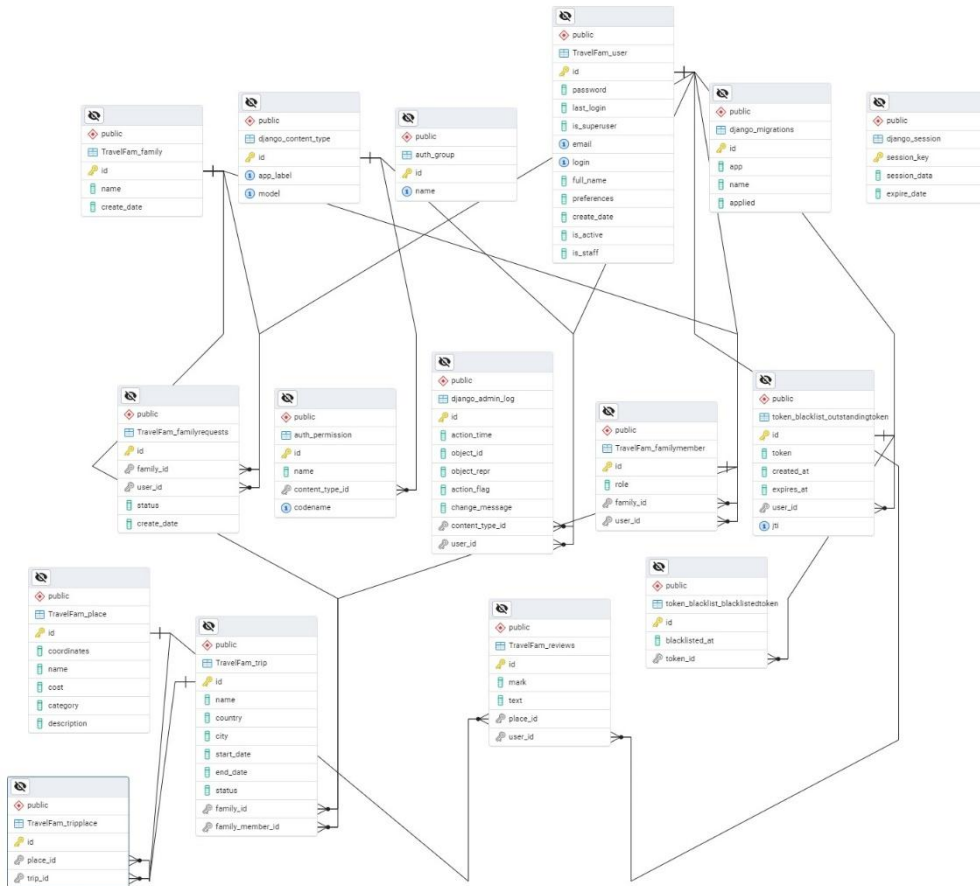 public
TravelFam_user
id
password
last_login
is_superuser
email
login
full_name
preferences
create_date
is_active
is_staff
public
TravelFam_family
id
name
create_date
public
django_content_type
id
app_label
model
public
auth_group
id
name
public
django_migrations
id
app
name
applied
public
django_session
session_key
session_data
expire_date
public
TravelFam_familyrequests
id
family_id
user_id
status
create_date
public
auth_permission
id
name
content_type_id
codename
public
django_admin_log
id
action_time
object_id
object_repr
action_flag
change_message
content_type_id
user_id
public
TravelFam_familymember
id
role
family_id
user_id
public
token_blacklist_outstandingtoken
id
token
created_at
expires_at
user_id
jti
public
TravelFam_place
id
coordinates
name
cost
category
description
public
TravelFam_trip
id
name
country
city
start_date
end_date
status
family_id
family_member_id
public
TravelFam_reviews
id
mark
text
place_id
user_id
public
token_blacklist_blacklistedtoken
id
blacklisted_at
token_id
public
TravelFam_tripplace
id
place_id
trip_id